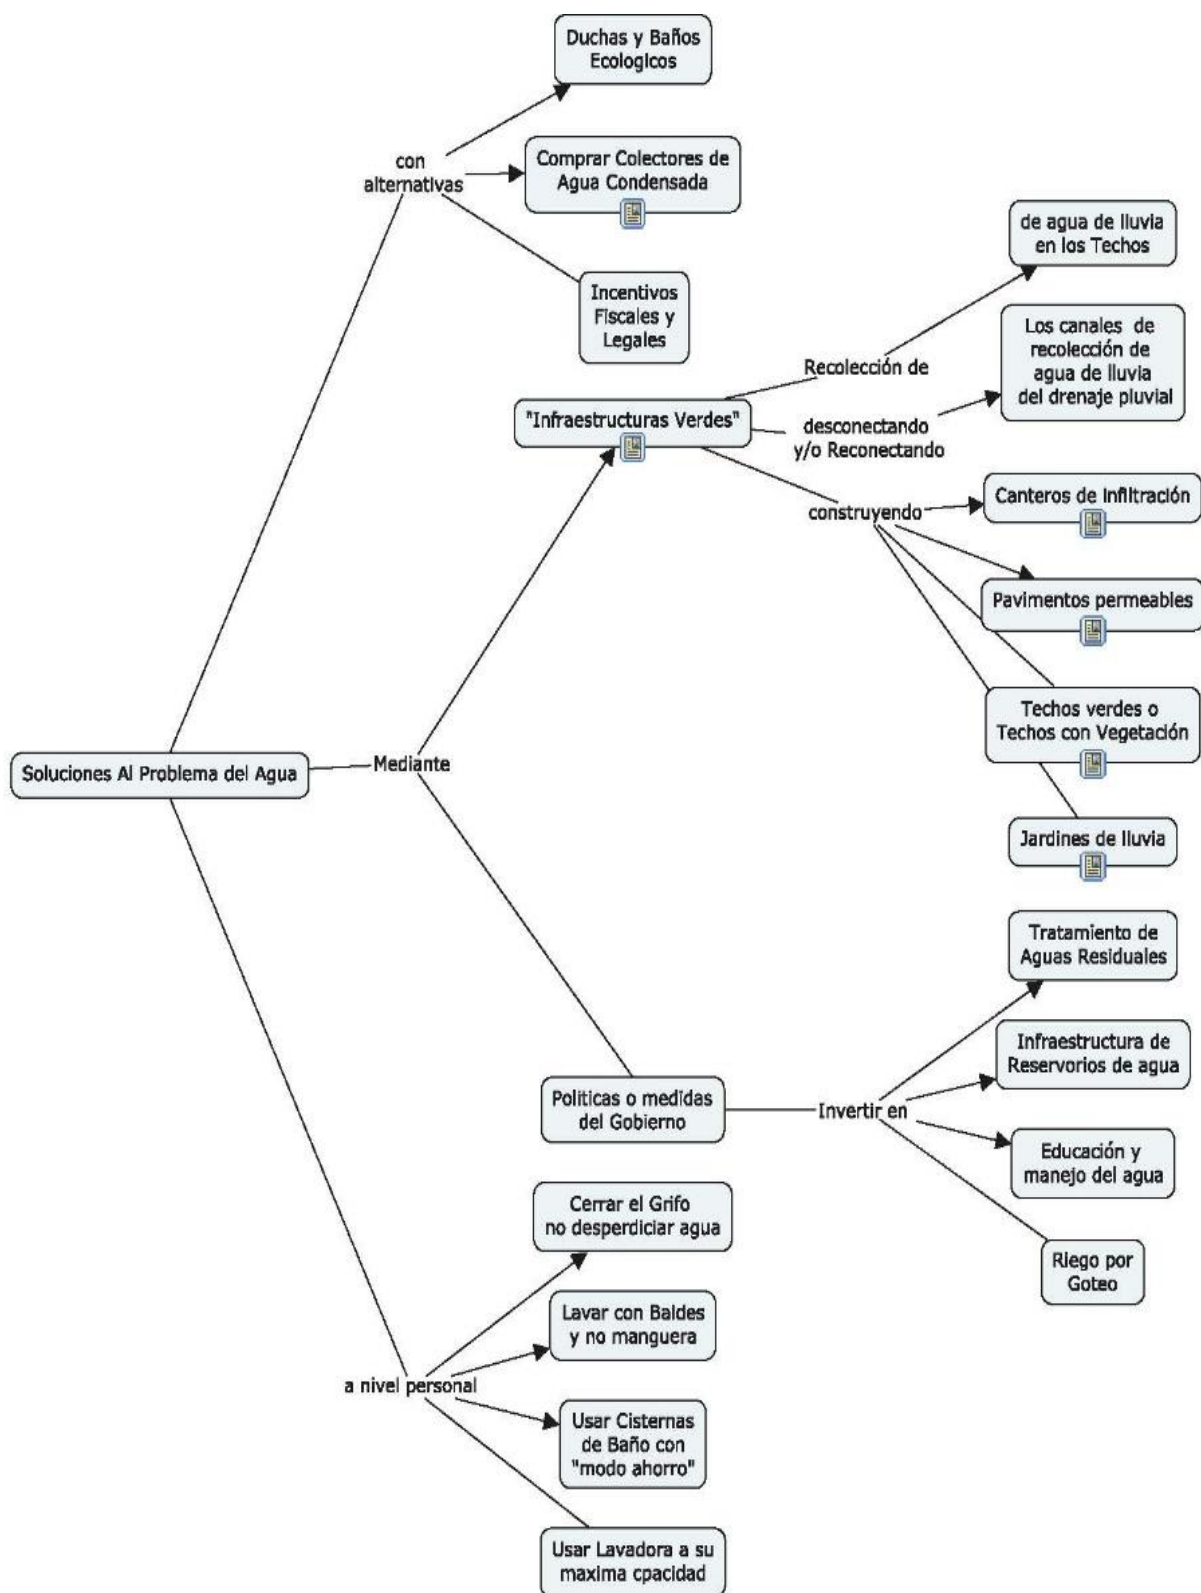 Duchas y Baños
Ecologicos
con
alternativas
Comprar Colectores de
Agua Condensada
Incentivos
Fiscales y
Legales
de agua de lluvia
en los Techos
Los canales de
recolección de
agua de lluvia
del drenaje pluvial
Recolección de
"Infraestructuras Verdes"
desconectando
y/o Reconectando
Canteros de Infiltración
construyendo
Pavimentos permeables
Techos verdes o
Techos con Vegetación
Jardines de lluvia
Soluciones Al Problema del Agua
Mediante
Tratamiento de
Aguas Residuales
Infraestructura de
Reservorios de agua
Politicas o medidas
del Gobierno
Invertir en
Educación y
manejo del agua
Riego por
Goteo
Cerrar el Grifo
no desperdiciar agua
Lavar con Baldes
y no manguera
a nivel personal
Usar Cisternas
de Baño con
"modo ahorro"
Usar Lavadora a su
maxima cpacidad